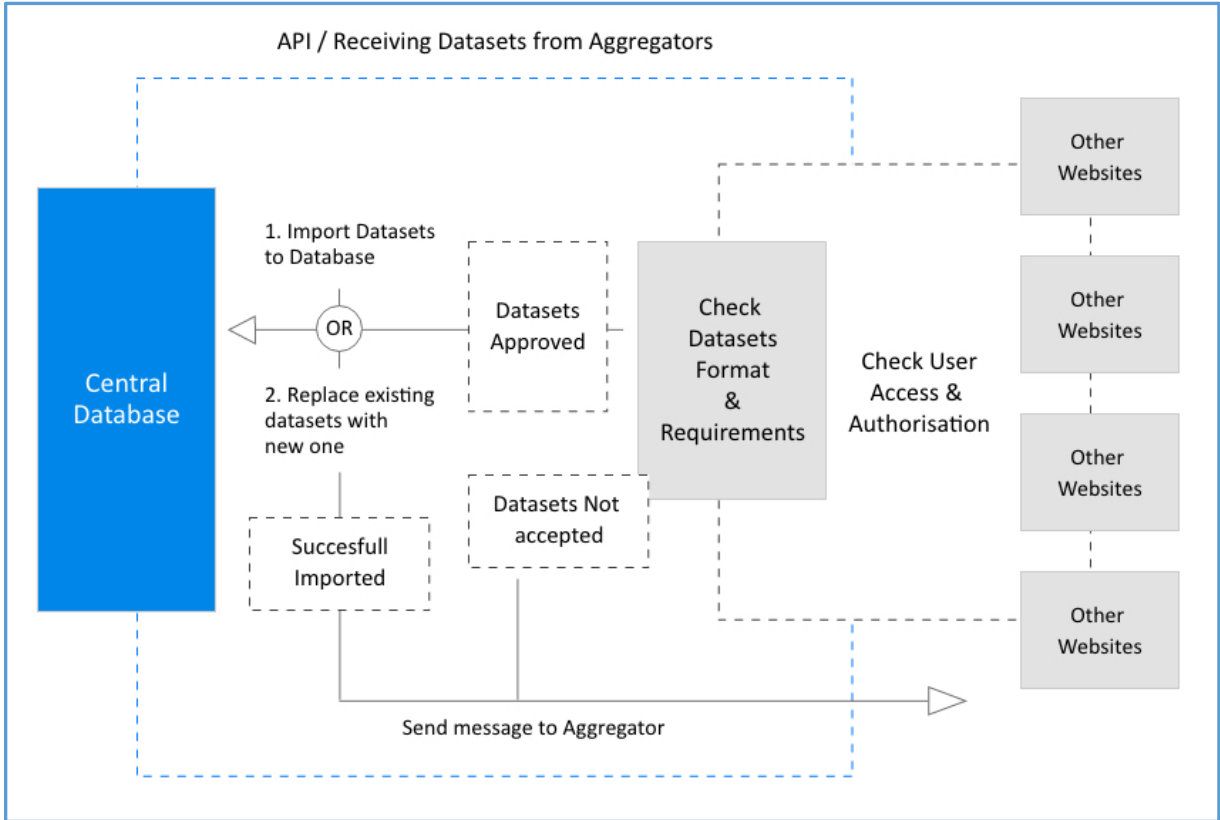 API / Receiving Datasets from Aggregators
Other
Websites
1. Import Datasets
to Database
Datasets
Approved
Check
Datasets
Format
&
Requirements
Other
Websites
OR
Check User
Access &
Authorisation
Central
Database
2. Replace existing
datasets with
new one
Other
Websites
Datasets Not
accepted
Succesfull
Imported
Other
Websites
Send message to Aggregator